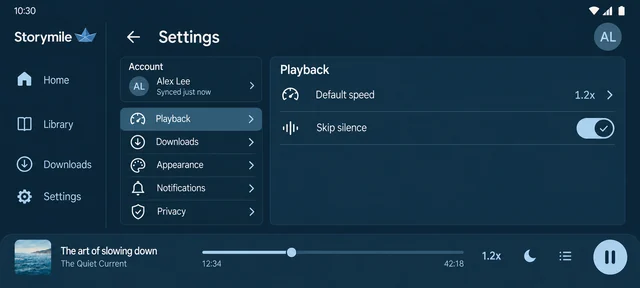 10:30
Storymile
Home
Library
Downloads
Settings
Settings
AL
Account
AL
Alex Lee
Synced just now
Playback
Downloads
Appearance
Notifications
Privacy
Playback
Default speed
1.2x
Skip silence
The art of slowing down
The Quiet Current
12:34
42:18
1.2x